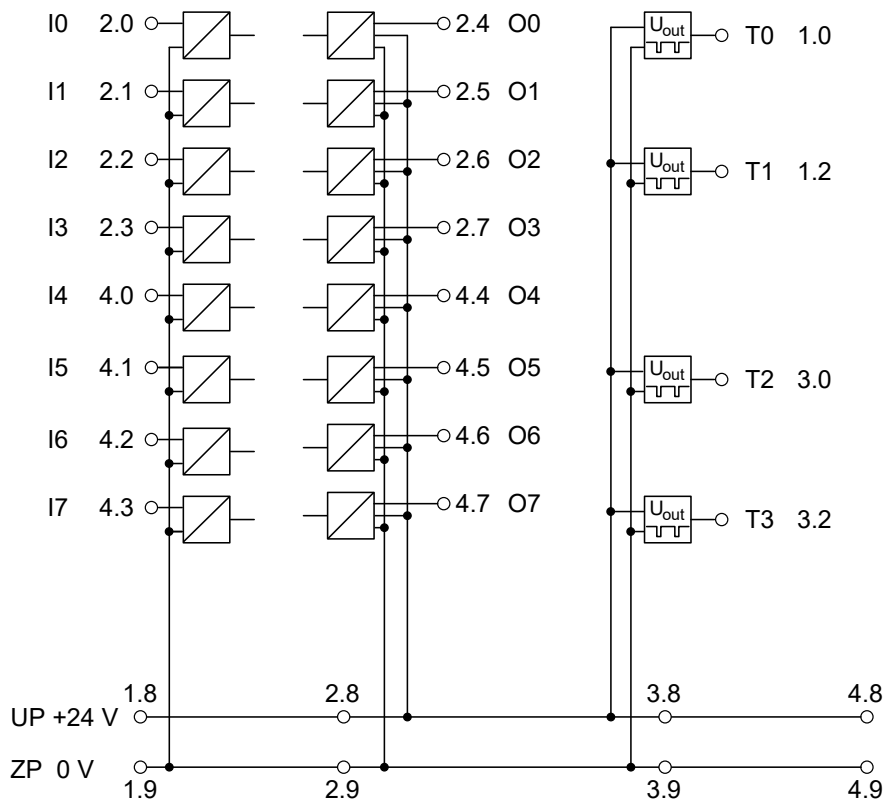 I0 2.0 2.4 O0 Uout T0 1.0
I1 2.1 2.5 O1
I2 2.2 2.6 O2 Uout T1 1.2
I3 2.3 2.7 O3
I4 4.0 4.4 O4
I5 4.1 4.5 O5 Uout T2 3.0
I6 4.2 4.6 O6
I7 4.3 4.7 O7 Uout T3 3.2
1.8 2.8 3.8 4.8
UP +24 V
ZP 0 V
1.9 2.9 3.9 4.9